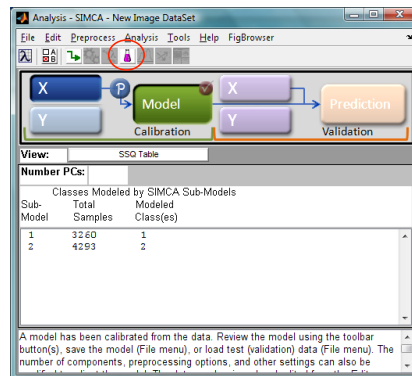 Analysis - SIMCA - New Image DataSet
File Edit Preprocess Analysis Tools Help FigBrowser
X P X
Model Prediction
Y Y
Calibration Validation
View: SSQ Table
Number PCs:
Classes Modeled by SIMCA Sub-Models
Sub- Total Modeled
Model Samples Class(es)
1 3260 1
2 4293 2
A model has been calibrated from the data. Review the model using the toolbar
button(s), save the model (File menu), or load test (validation) data (File menu). The
number of components, preprocessing options, and other settings can also be